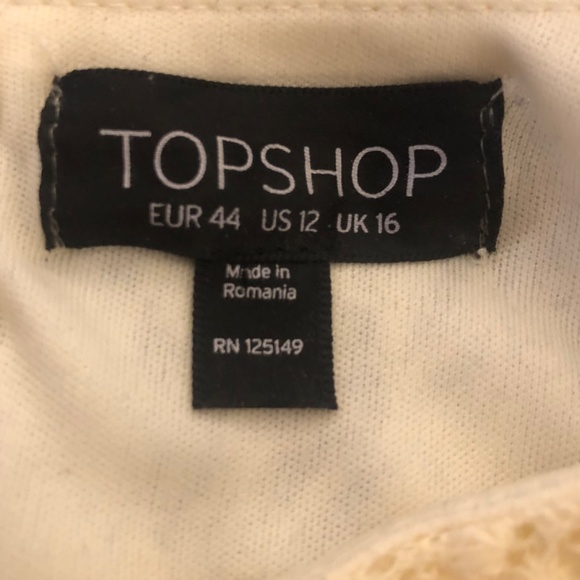 TOPSHOP
EUR 44 US 12 UK 16
Made in
Romania
RN 125149